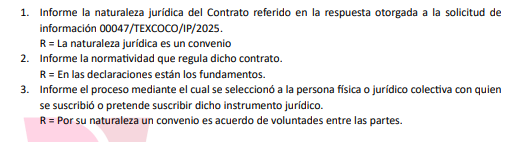 1. Informe la naturaleza jurídica del Contrato referido en la respuesta otorgada a la solicitud de
información 00047/TEXCOCO/IP/2025.
R = La naturaleza jurídica es un convenio
2. Informe la normatividad que regula dicho contrato.
R = En las declaraciones están los fundamentos.
3. Informe el proceso mediante el cual se seleccionó a la persona física o jurídico colectiva con quien
se suscribió o pretende suscribir dicho instrumento jurídico.
R = Por su naturaleza un convenio es acuerdo de voluntades entre las partes.